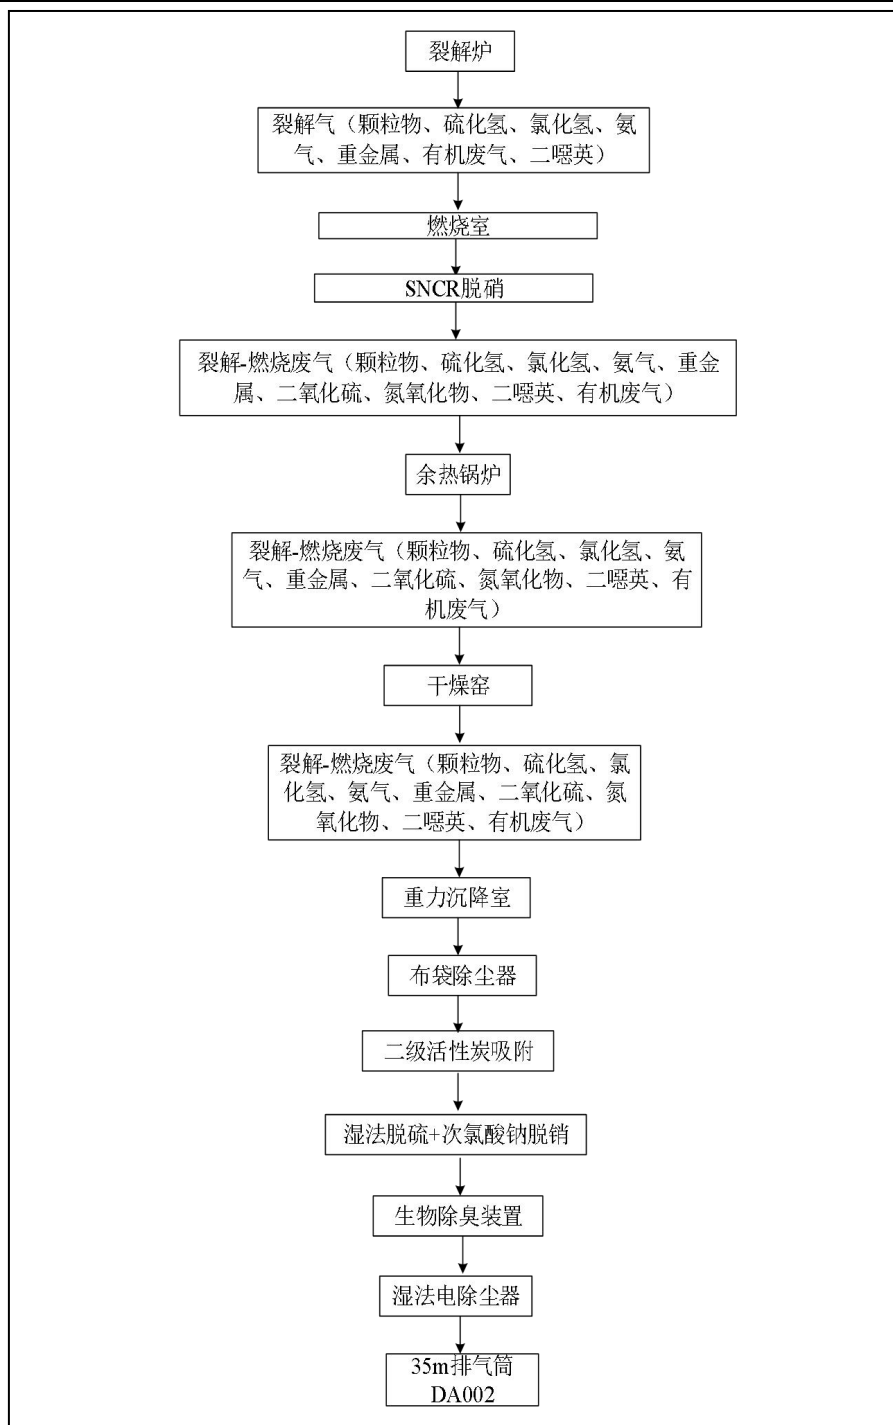 裂解炉
裂解气（颗粒物、硫化氢、氯化氢、氨
气、重金属、有机废气、二噁英）
燃烧室
SNCR脱硝
裂解-燃烧废气（颗粒物、硫化氢、氯化氢、氨气、重金
属、二氧化硫、氮氧化物、二噁英、有机废气）
余热锅炉
裂解-燃烧废气（颗粒物、硫化氢、氯化氢、氨
气、重金属、二氧化硫、氮氧化物、二噁英、有
机废气）
干燥窑
裂解-燃烧废气（颗粒物、硫化氢、氯
化氢、氨气、重金属、二氧化硫、氮
氧化物、二噁英、有机废气）
重力沉降室
布袋除尘器
二级活性炭吸附
湿法脱硫+次氯酸钠脱销
生物除臭装置
湿法电除尘器
35m排气筒
DA002